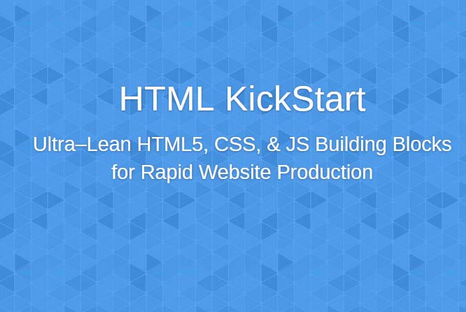 HTML KickStart
Ultra–Lean HTML5, CSS, & JS Building Blocks
for Rapid Website Production